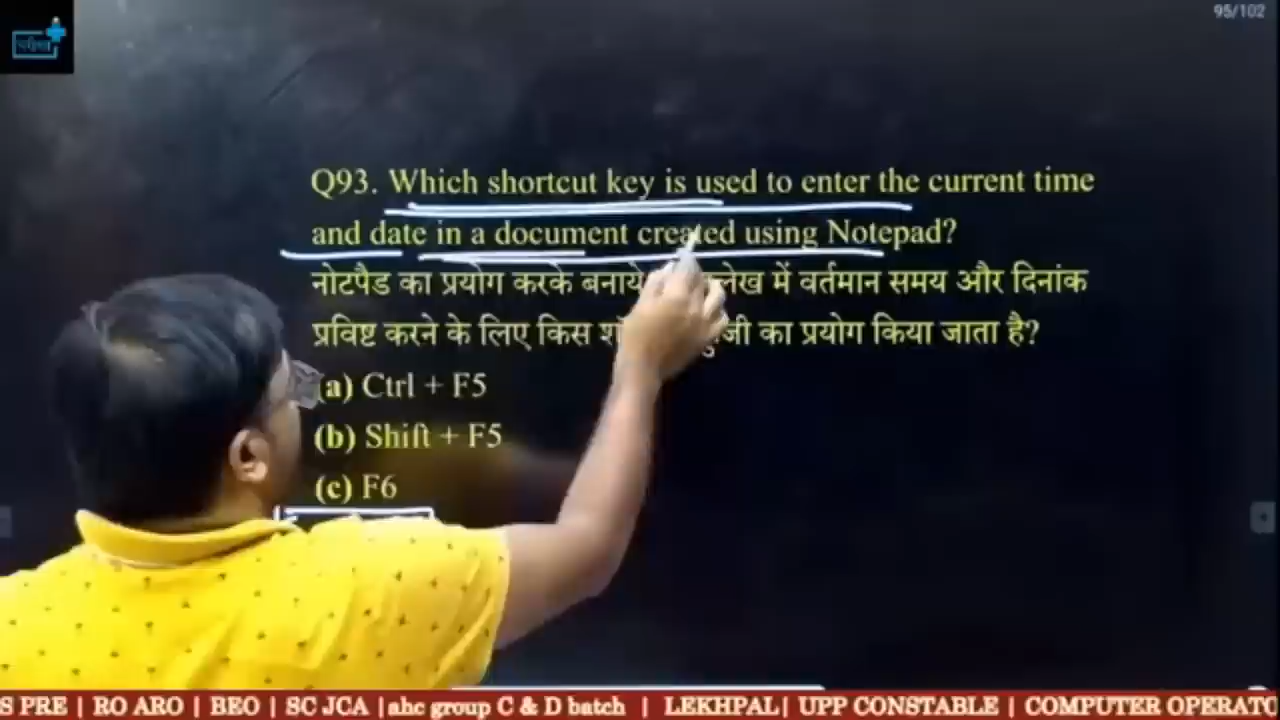 95/102
Q93. Which shortcut key is used to enter the current time
and date in a document created using Notepad?
नोटपैड का प्रयोग करके बनाये लेख में वर्तमान समय और दिनांक
प्रविष्ट करने के लिए किस का प्रयोग किया जाता है?
(a) Ctrl + F5
(b) Shift + F5
(c) F6
S PRE | RO ARO | BEO | SC JCA |ahc group C & D batch | LEKHPAL| UPP CONSTABLE | COMPUTER OPERATO